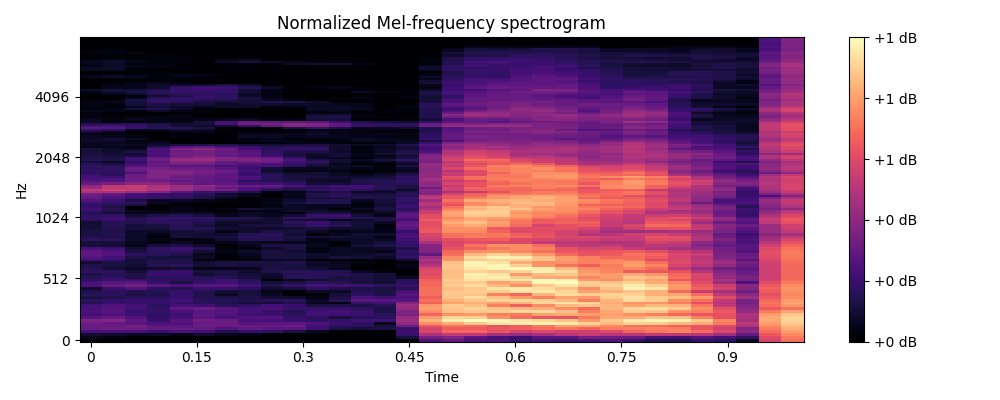 Normalized Mel-frequency spectrogram
Hz
4096
2048
1024
512
0
0 0.15 0.3 0.45 0.6 0.75 0.9
Time
+1 dB
+1 dB
+1 dB
+0 dB
+0 dB
+0 dB